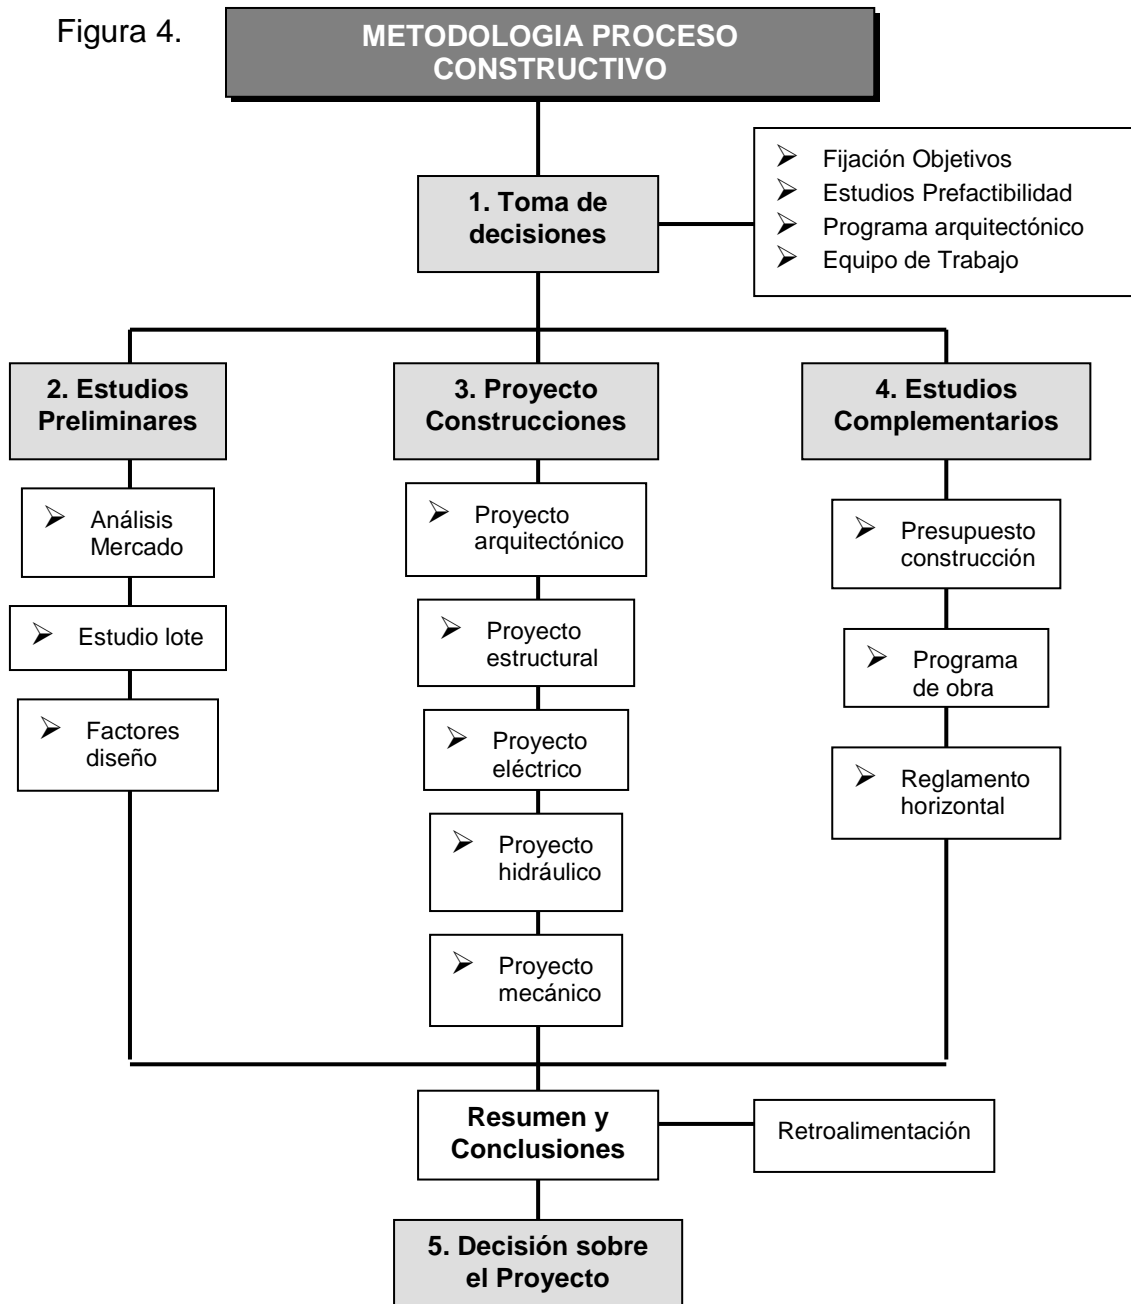 Figura 4.
METODOLOGIA PROCESO
CONSTRUCTIVO
1. Toma de
decisiones
➢ Fijación Objetivos
➢ Estudios Prefactibilidad
➢ Programa arquitectónico
➢ Equipo de Trabajo
2. Estudios
Preliminares
➢ Análisis
Mercado
➢ Estudio lote
➢ Factores
diseño
3. Proyecto
Construcciones
➢ Proyecto
arquitectónico
➢ Proyecto
estructural
➢ Proyecto
eléctrico
➢ Proyecto
hidráulico
➢ Proyecto
mecánico
4. Estudios
Complementarios
➢ Presupuesto
construcción
➢ Programa
de obra
➢ Reglamento
horizontal
Resumen y
Conclusiones
Retroalimentación
5. Decisión sobre
el Proyecto